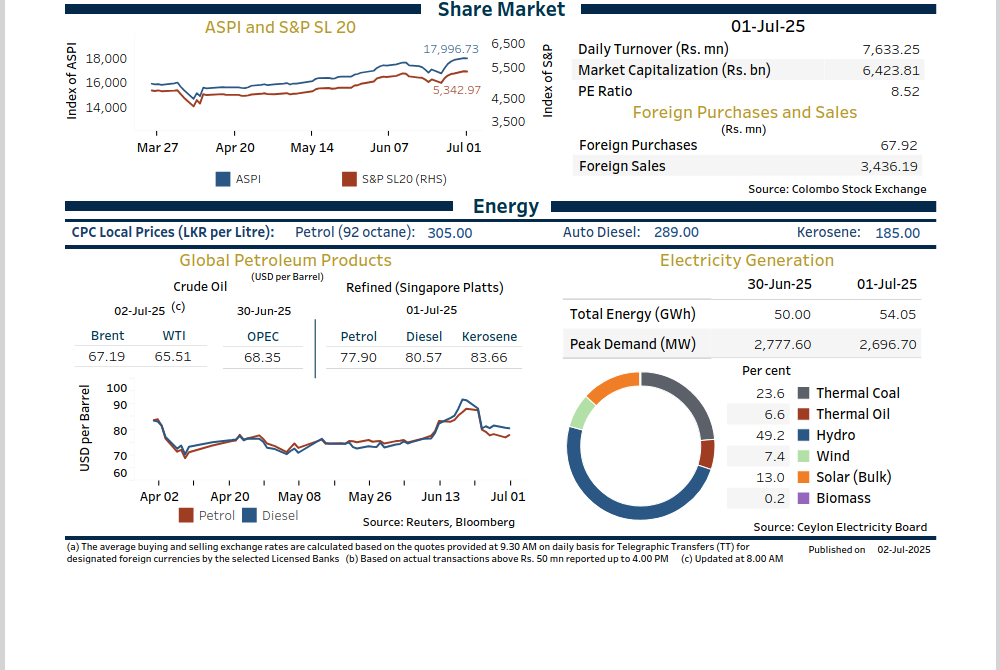 Share Market
ASPI and S&P SL 20
Index of ASPI
18,000
16,000
14,000
17,996.73
5,342.97
6,500
5,500
4,500
3,500
Index of S&P
Mar 27 Apr 20 May 14 Jun 07 Jul 01
ASPI S&P SL20 (RHS)
01-Jul-25
Daily Turnover (Rs. mn) 7,633.25
Market Capitalization (Rs. bn) 6,423.81
PE Ratio 8.52
Foreign Purchases and Sales
(Rs. mn)
Foreign Purchases 67.92
Foreign Sales 3,436.19
Source: Colombo Stock Exchange
Energy
CPC Local Prices (LKR per Litre): Petrol (92 octane): 305.00 Auto Diesel: 289.00 Kerosene: 185.00
Global Petroleum Products
(USD per Barrel)
Crude Oil Refined (Singapore Platts)
02-Jul-25 (c) 30-Jun-25 01-Jul-25
Brent WTI OPEC Petrol Diesel Kerosene
67.19 65.51 68.35 77.90 80.57 83.66
USD per Barrel
100
90
80
70
60
Apr 02 Apr 20 May 08 May 26 Jun 13 Jul 01
Petrol Diesel
Source: Reuters, Bloomberg
Electricity Generation
30-Jun-25 01-Jul-25
Total Energy (GWh) 50.00 54.05
Peak Demand (MW) 2,777.60 2,696.70
Per cent
23.6 Thermal Coal
6.6 Thermal Oil
49.2 Hydro
7.4 Wind
13.0 Solar (Bulk)
0.2 Biomass
Source: Ceylon Electricity Board
(a) The average buying and selling exchange rates are calculated based on the quotes provided at 9.30 AM on daily basis for Telegraphic Transfers (TT) for
designated foreign currencies by the selected Licensed Banks (b) Based on actual transactions above Rs. 50 mn reported up to 4.00 PM (c) Updated at 8.00 AM
Published on 02-Jul-2025